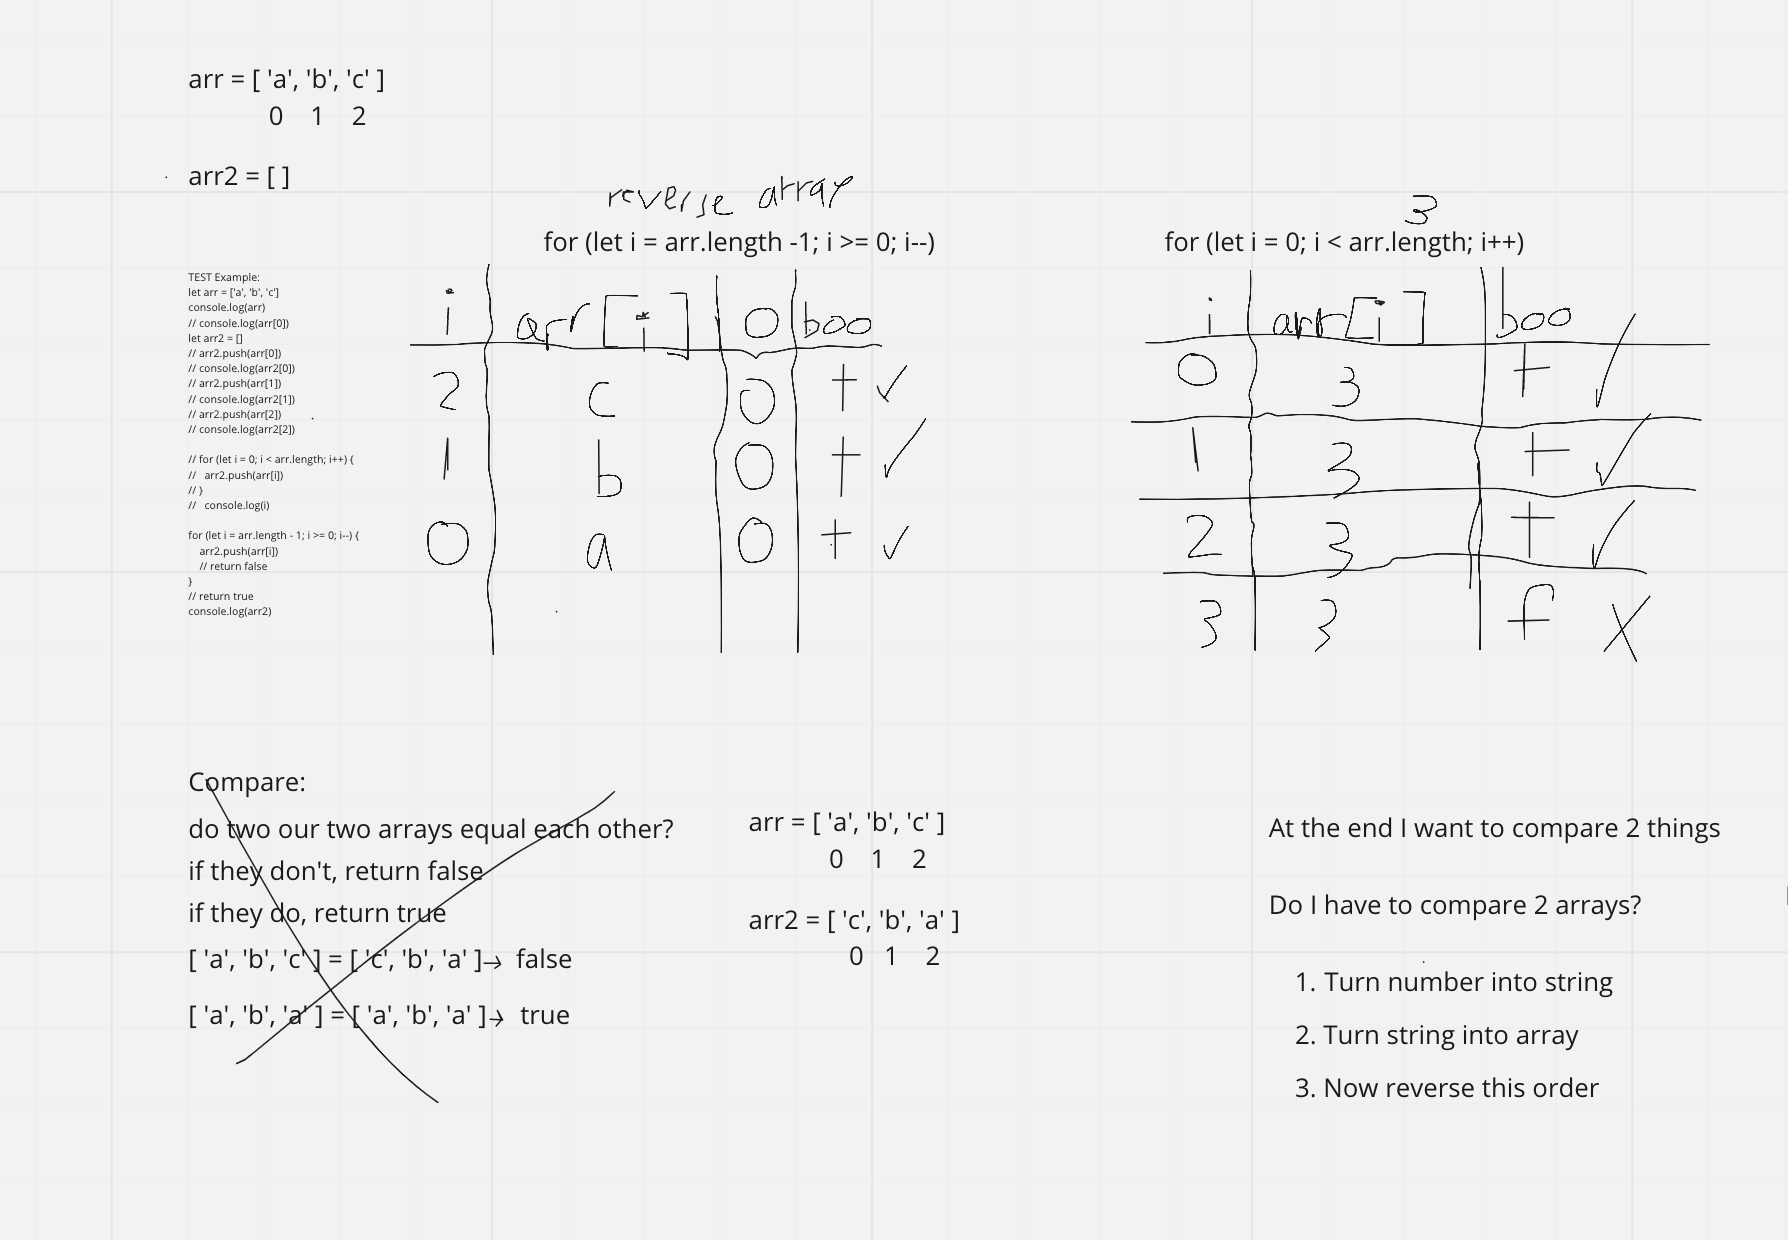 arr = [ 'a', 'b', 'c' ]
0 1 2
arr2 = [ ]
TEST Example:
let arr = ['a', 'b', 'c']
console.log(arr)
// console.log(arr[0])
let arr2 = []
// arr2.push(arr[0])
// console.log(arr2[0])
// arr2.push(arr[1])
// console.log(arr2[1])
// arr2.push(arr[2])
// console.log(arr2[2])
// for (let i = 0; i < arr.length; i++) {
//   arr2.push(arr[i])
// }
//   console.log(i)
for (let i = arr.length - 1; i >= 0; i--) {
    arr2.push(arr[i])
    // return false
}
// return true
console.log(arr2)
reverse array
for (let i = arr.length -1; i >= 0; i--)
i arr[i] 0 boo
2 c 0 t ✓
1 b 0 t ✓
0 a 0 t ✓
3
for (let i = 0; i < arr.length; i++)
i arr[i] boo
0 3 t ✓
1 3 t ✓
2 3 t ✓
3 3 f X
Compare:
do two our two arrays equal each other?
if they don't, return false
if they do, return true
[ 'a', 'b', 'c' ] = [ 'c', 'b', 'a' ]→ false
[ 'a', 'b', 'a' ] = [ 'a', 'b', 'a' ]→ true
arr = [ 'a', 'b', 'c' ]
0 1 2
arr2 = [ 'c', 'b', 'a' ]
0 1 2
At the end I want to compare 2 things
Do I have to compare 2 arrays?
1. Turn number into string
2. Turn string into array
3. Now reverse this order